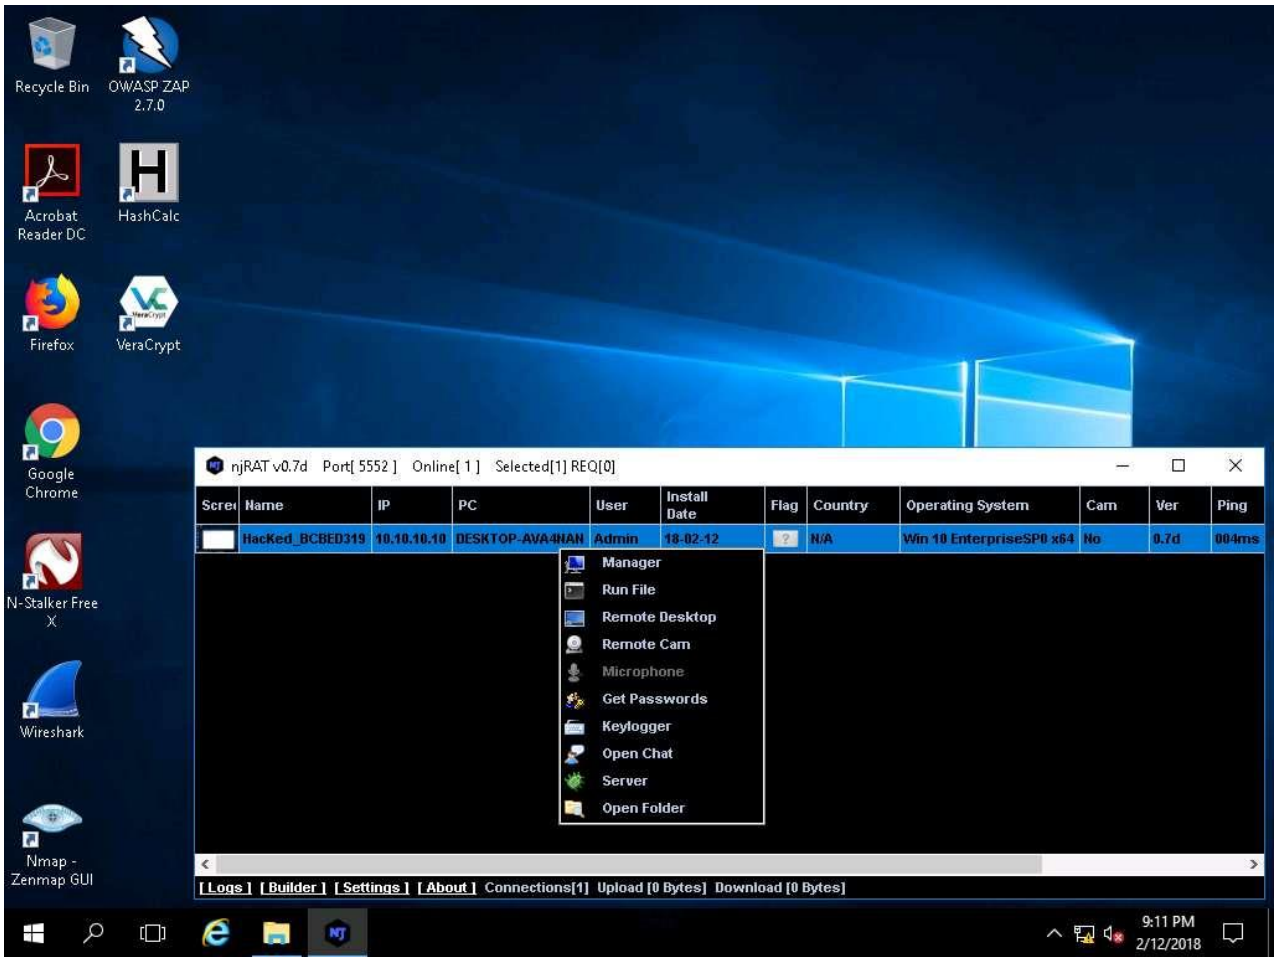 Recycle Bin
OWASP ZAP
2.7.0
Acrobat
Reader DC
HashCalc
Firefox
VeraCrypt
VeraCrypt
Google
Chrome
N-Stalker Free
X
Wireshark
Nmap -
Zenmap GUI
njRAT v0.7d Port[ 5552 ] Online[ 1 ] Selected[1] REQ[0]
Screen Name IP PC User Install Date Flag Country Operating System Cam Ver Ping
HacKed_BCBED319 10.10.10.10 DESKTOP-AVA4NAN Admin 18-02-12 ? N/A Win 10 EnterpriseSP0 x64 No 0.7d 004ms
Manager
Run File
Remote Desktop
Remote Cam
Microphone
Get Passwords
Keylogger
Open Chat
Server
Open Folder
[ Logs ] [ Builder ] [ Settings ] [ About ] Connections[1] Upload [0 Bytes] Download [0 Bytes]
9:11 PM
2/12/2018